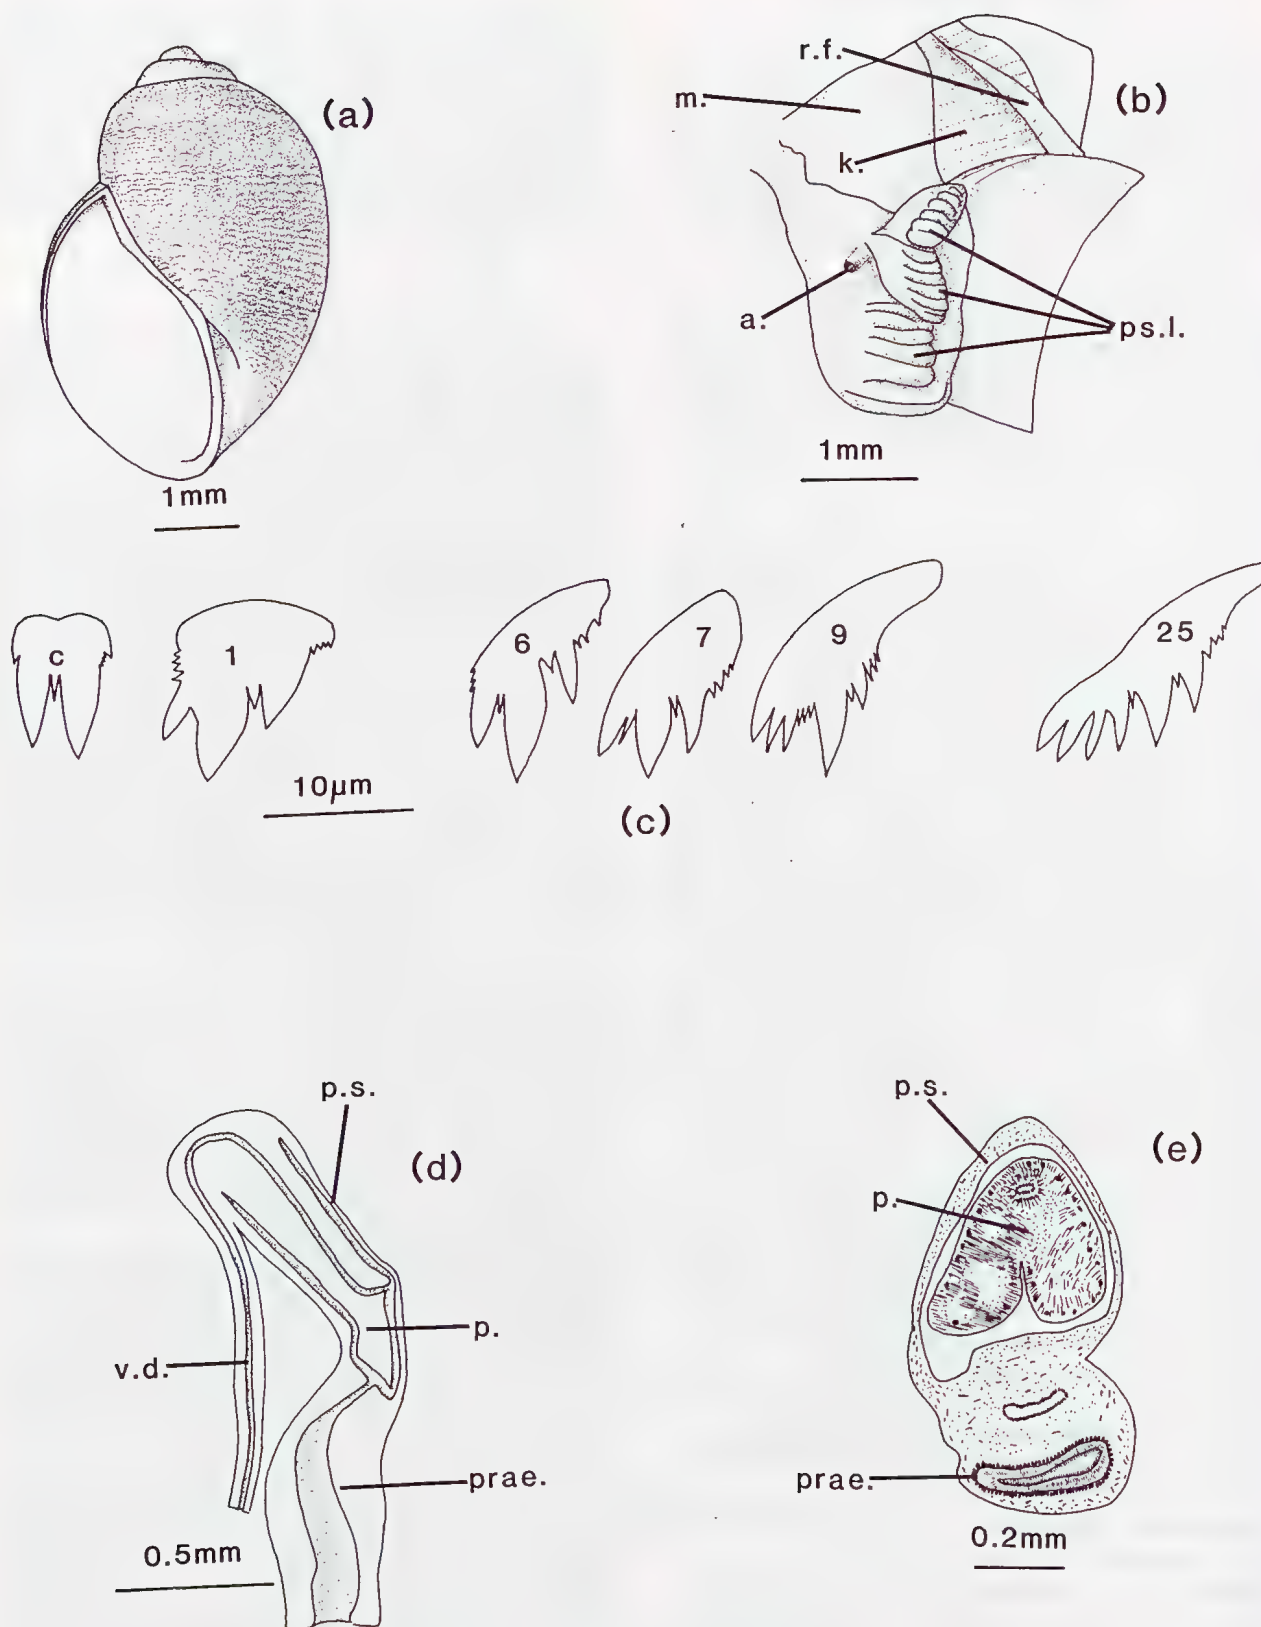 (a)
1mm
r.f.
m.
k.
(b)
a.
ps.l.
1mm
c
1
6
7
9
25
10µm
(c)
p.s.
(d)
p.
v.d.
prae.
0.5mm
p.s.
(e)
p.
prae.
0.2mm